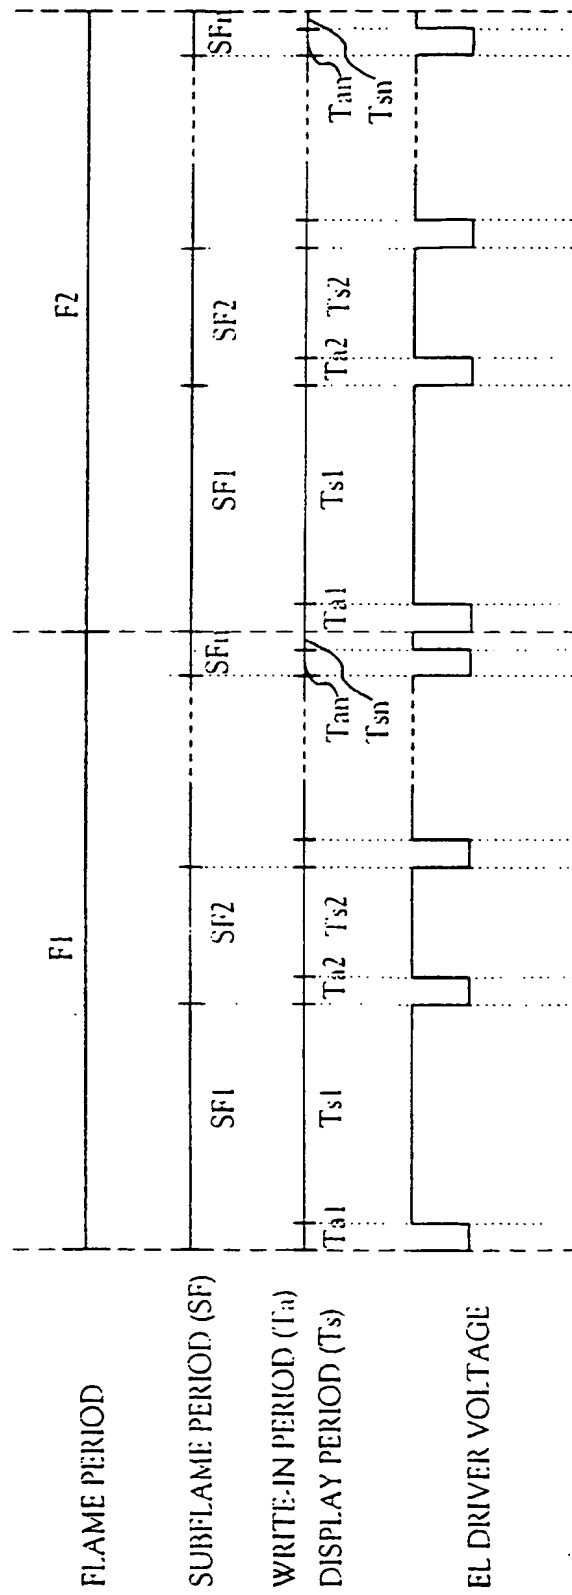 FLAME PERIOD
F1
F2
SUBFLAME PERIOD (SF)
SF1
SF2
SFn
SF1
SF2
SFn
WRITE-IN PERIOD (Ta)
DISPLAY PERIOD (Ts)
Ta1
Ts1
Ta2
Ts2
Tan
Tsn
Ta1
Ts1
Ta2
Ts2
Tan
Tsn
EL DRIVER VOLTAGE